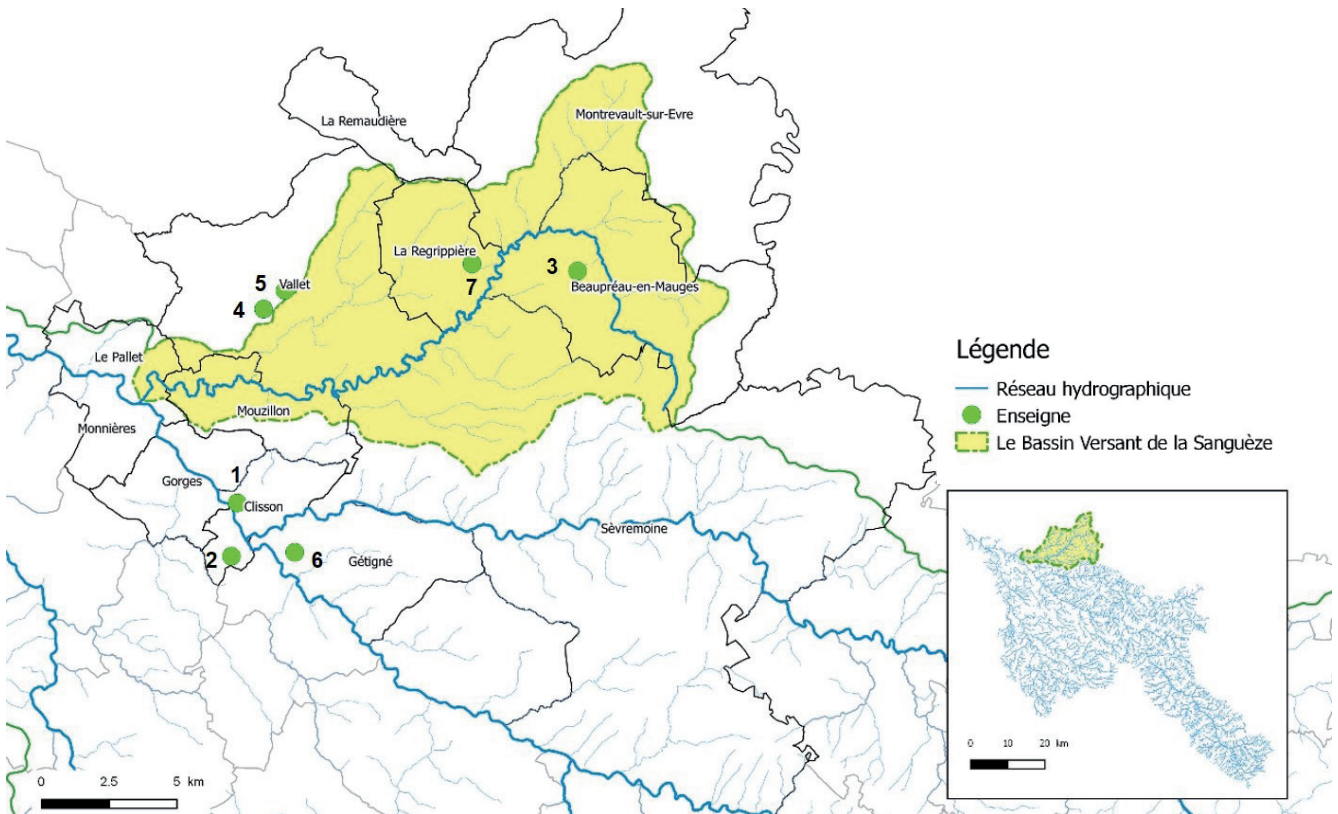 Montrevault-sur-Evre
La Remaudière
La Regrippière
3
5
Vallet
7
Beaupréau-en-Mauges
4
Le Pallet
Mouzillon
Monnières
1
Gorges
Clisson
Sèvremoine
2
6
Gétigné
0 2.5 5 km
Légende
Réseau hydrographique
Enseigne
Le Bassin Versant de la Sanguèze
0 10 20 km